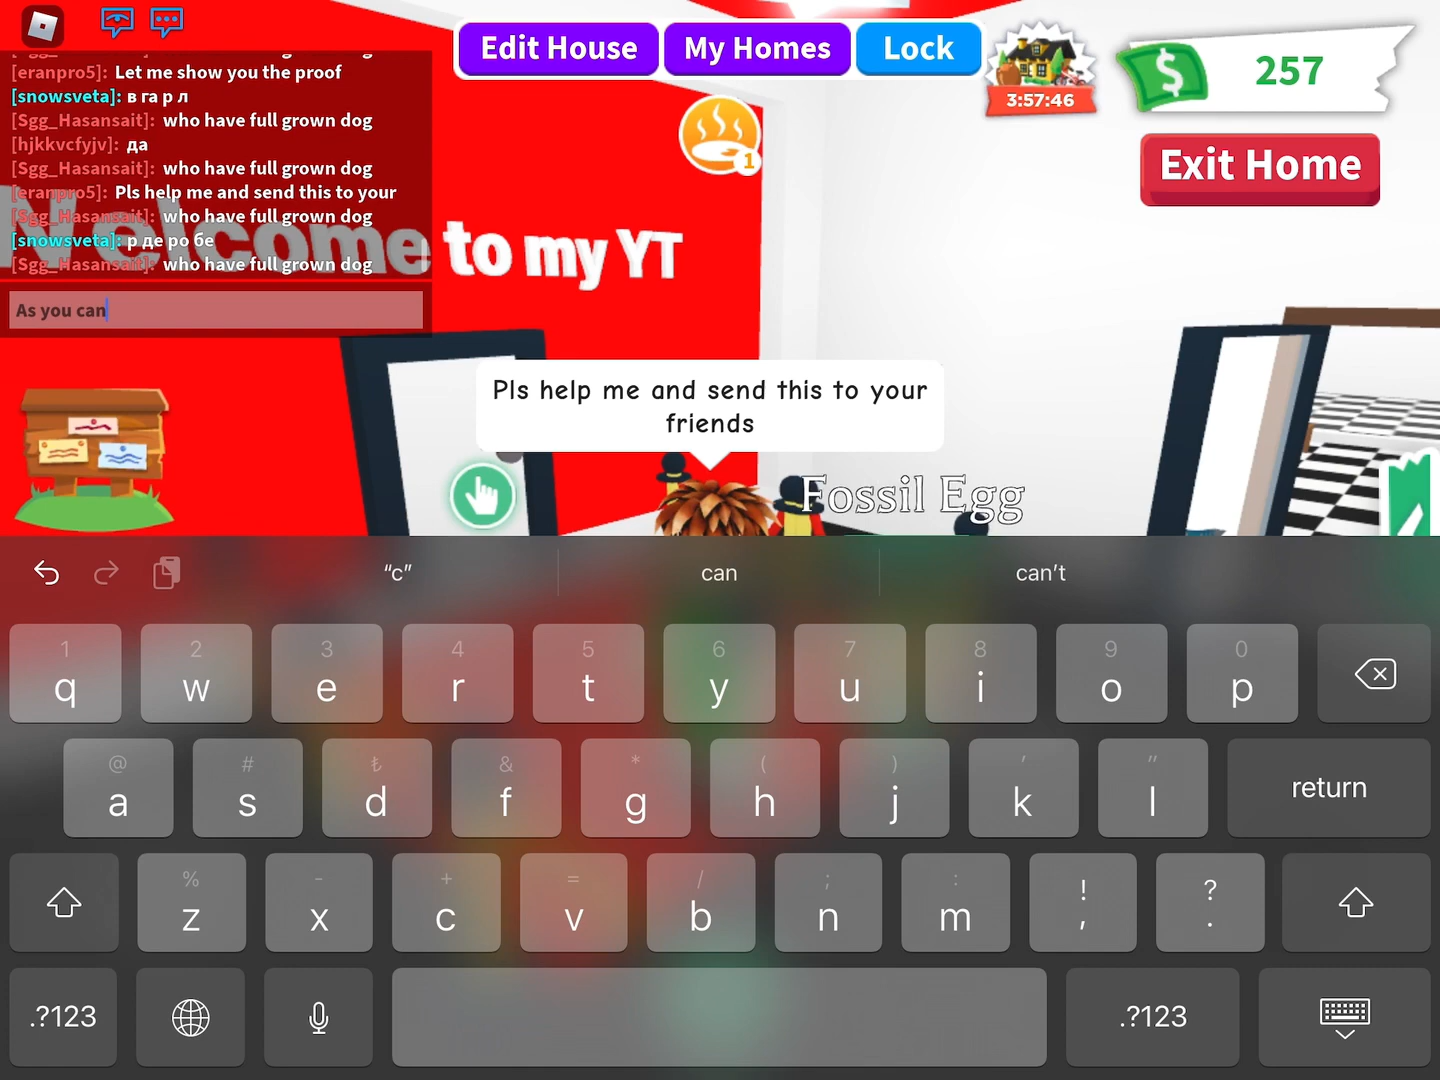 Edit House
My Homes
Lock
3:57:46
257
Exit Home
1
[eranpro5]: Let me show you the proof
[snowsveta]: в га р л
[Sgg_Hasansait]: who have full grown dog
[hjkkvcfyjv]: да
[Sgg_Hasansait]: who have full grown dog
[eranpro5]: Pls help me and send this to your
[Sgg_Hasansait]: who have full grown dog
[snowsveta]: р де ро бе
[Sgg_Hasansait]: who have full grown dog
Welcome to my YT
As you can
Pls help me and send this to your
friends
Fossil Egg
“c” can can’t
1 2 3 4 5 6 7 8 9 0
q w e r t y u i o p
@ # ₺ & * ( ) ' "
a s d f g h j k l return
% - + = / ; : ! ?
z x c v b n m , .
.?123 .?123